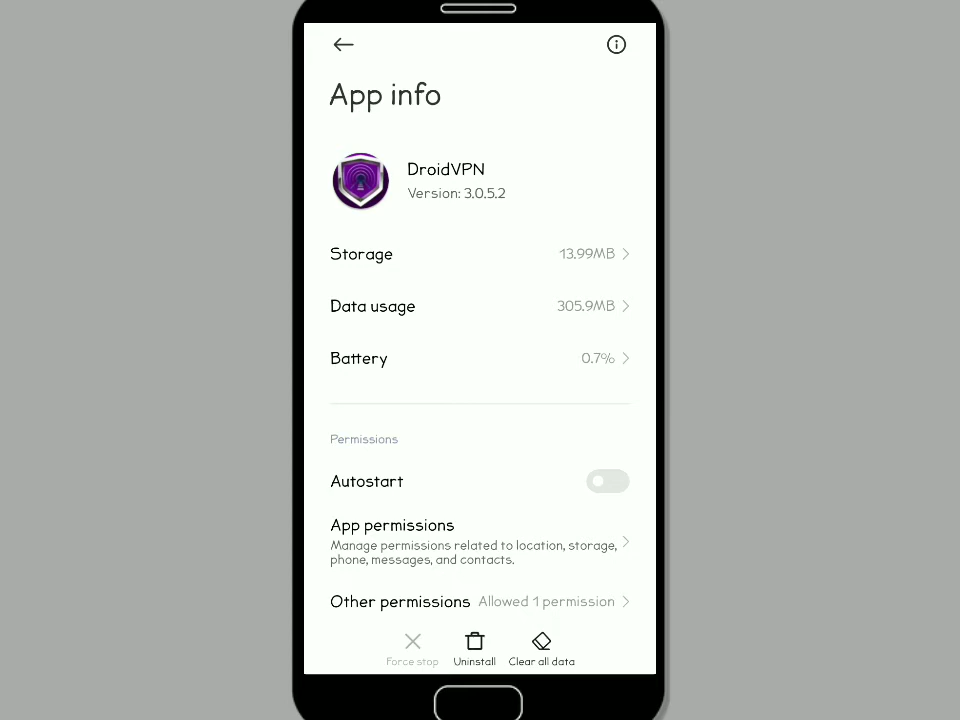 App info
DroidVPN
Version: 3.0.5.2
Storage 13.99MB
Data usage 305.9MB
Battery 0.7%
Permissions
Autostart
App permissions
Manage permissions related to location, storage,
phone, messages, and contacts.
Other permissions Allowed 1 permission
Force stop Uninstall Clear all data